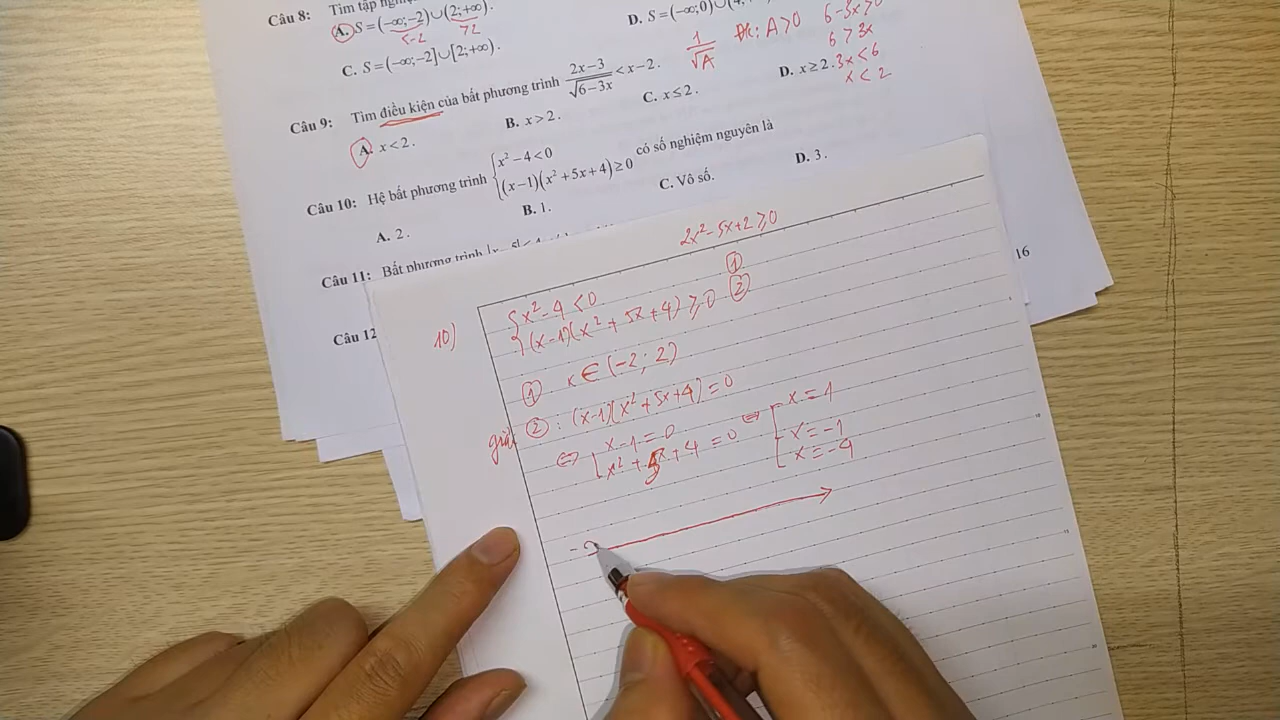 Câu 8: Tìm tập
A. S = (-∞;-2)∪(2;+∞).
<-2 >2
D. S = (-∞;0)∪(4;
C. S = (-∞;-2]∪[2;+∞).
1/√A
ĐK: A>0
6-3x>0
6 > 3x
3x < 6
x < 2
Câu 9: Tìm điều kiện của bất phương trình (2x-3)/√(6-3x) < x-2.
A. x < 2. B. x > 2. C. x ≤ 2. D. x ≥ 2.
Câu 10: Hệ bất phương trình { x² - 4 < 0
(x-1)(x² + 5x + 4) ≥ 0 có số nghiệm nguyên là
A. 2. B. 1. C. Vô số. D. 3.
Câu 11: Bất phương trình
Câu 12
16
2x² - 5x + 2 ≥ 0
10) { x² - 4 < 0 ①
(x-1)(x² + 5x + 4) ≥ 0 ②
① x ∈ (-2; 2)
giải ② : (x-1)(x² + 5x + 4) = 0
⇔ [ x - 1 = 0
x² + 5x + 4 = 0 ⇔ [ x = 1
x = -1
x = -4